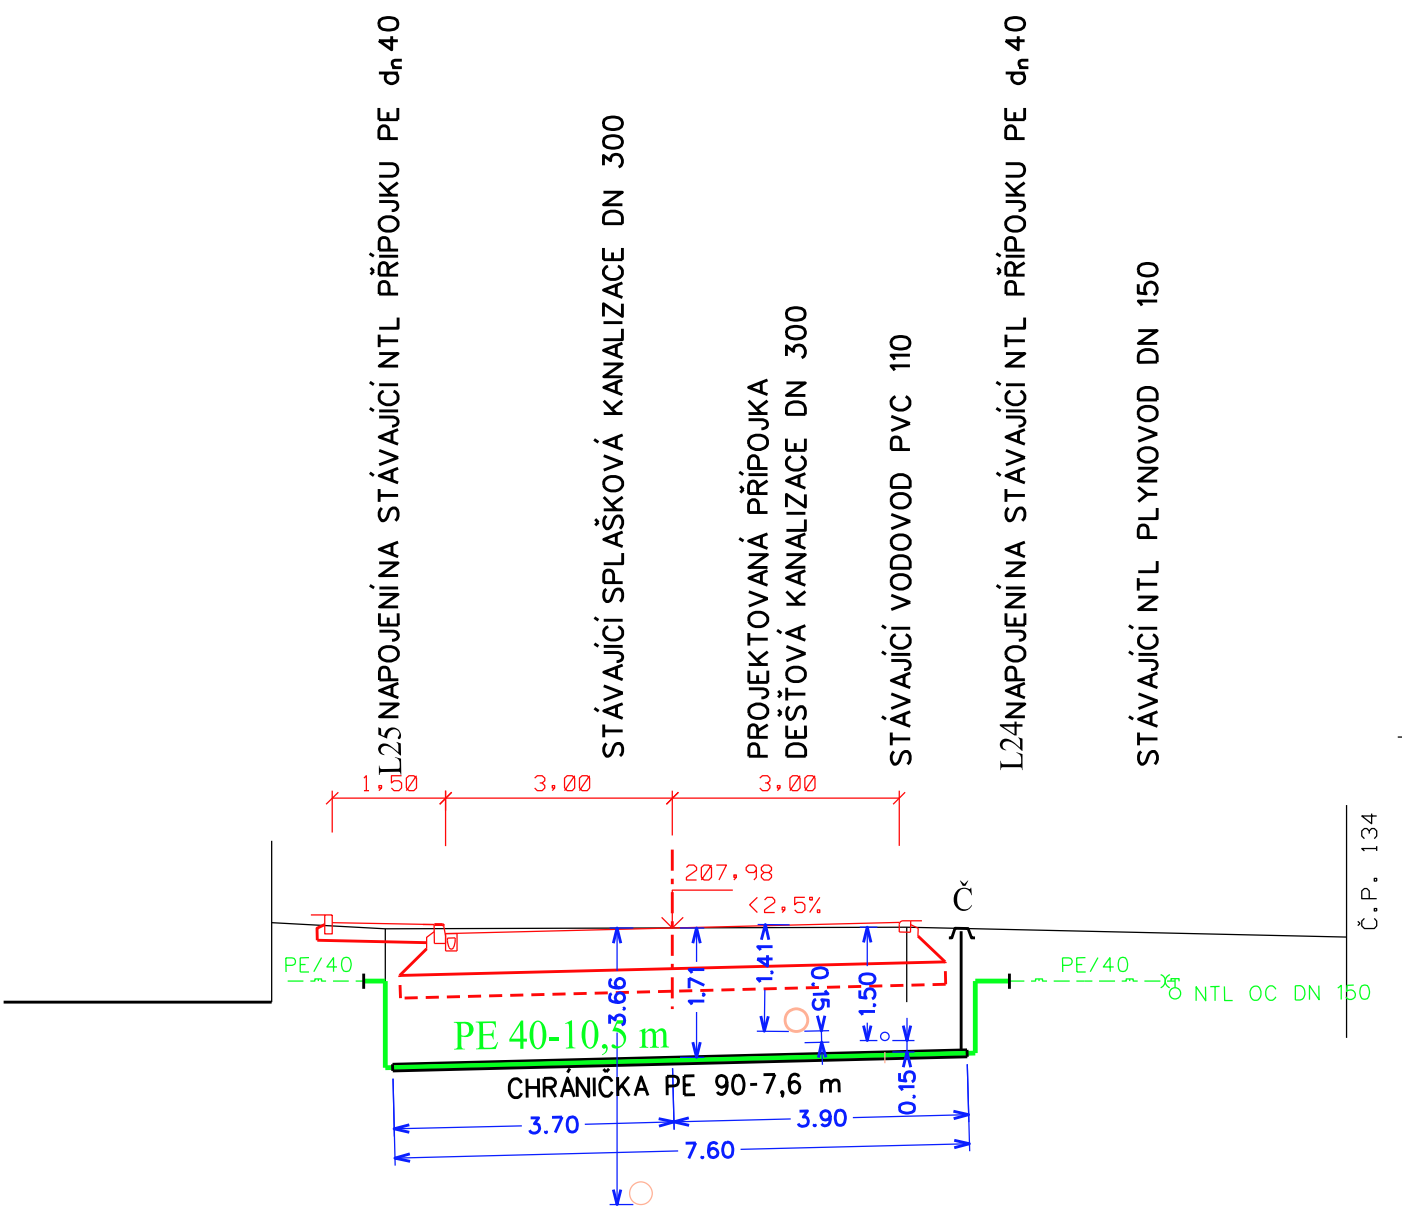 L25 NAPOJENÍ NA STÁVAJÍCÍ NTL PŘÍPOJKU PE dn 40
STÁVAJÍCÍ SPLAŠKOVÁ KANALIZACE DN 300
PROJEKTOVANÁ PŘÍPOJKA
DEŠŤOVÁ KANALIZACE DN 300
STÁVAJÍCÍ VODOVOD PVC 110
L24 NAPOJENÍ NA STÁVAJÍCÍ NTL PŘÍPOJKU PE dn 40
STÁVAJÍCÍ NTL PLYNOVOD DN 150
1,50
3,00
3,00
Č.P. 134
207,98
<2,5%
Č
PE/40
PE/40
NTL OC DN 150
3.66
1.71
1.41
0.15
1.50
0.15
PE 40-10,5 m
CHRÁNIČKA PE 90-7,6 m
3.70
3.90
7.60